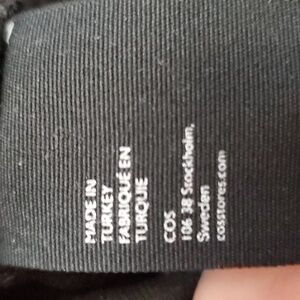 MADE IN
TURKEY
FABRIQUÉ EN
TURQUIE
COS
106 38 Stockholm,
Sweden
cosstores.com